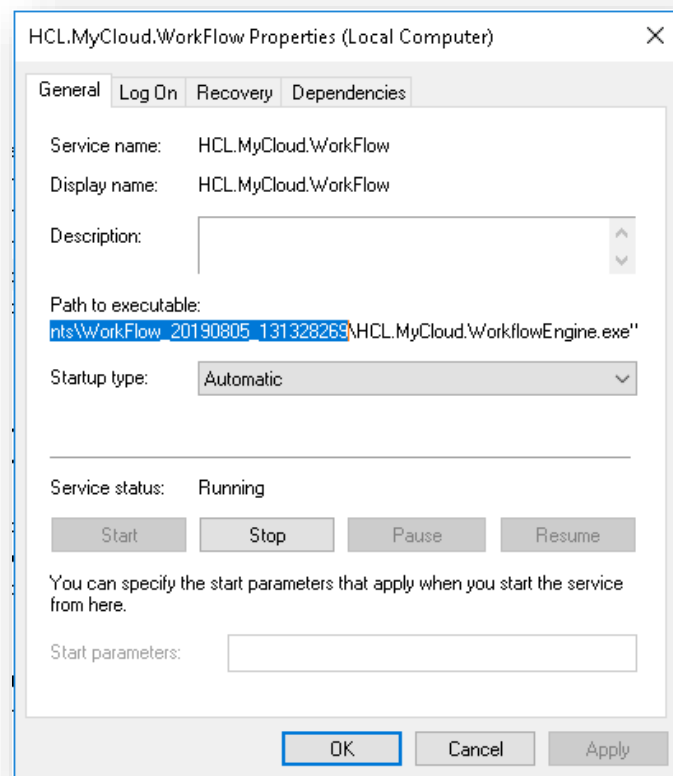 HCL.MyCloud.WorkFlow Properties (Local Computer)
General Log On Recovery Dependencies
Service name: HCL.MyCloud.WorkFlow
Display name: HCL.MyCloud.WorkFlow
Description:
Path to executable:
nts\WorkFlow_20190805_131328269\HCL.MyCloud.WorkflowEngine.exe"
Startup type: Automatic
Service status: Running
Start Stop Pause Resume
You can specify the start parameters that apply when you start the service
from here.
Start parameters:
OK Cancel Apply